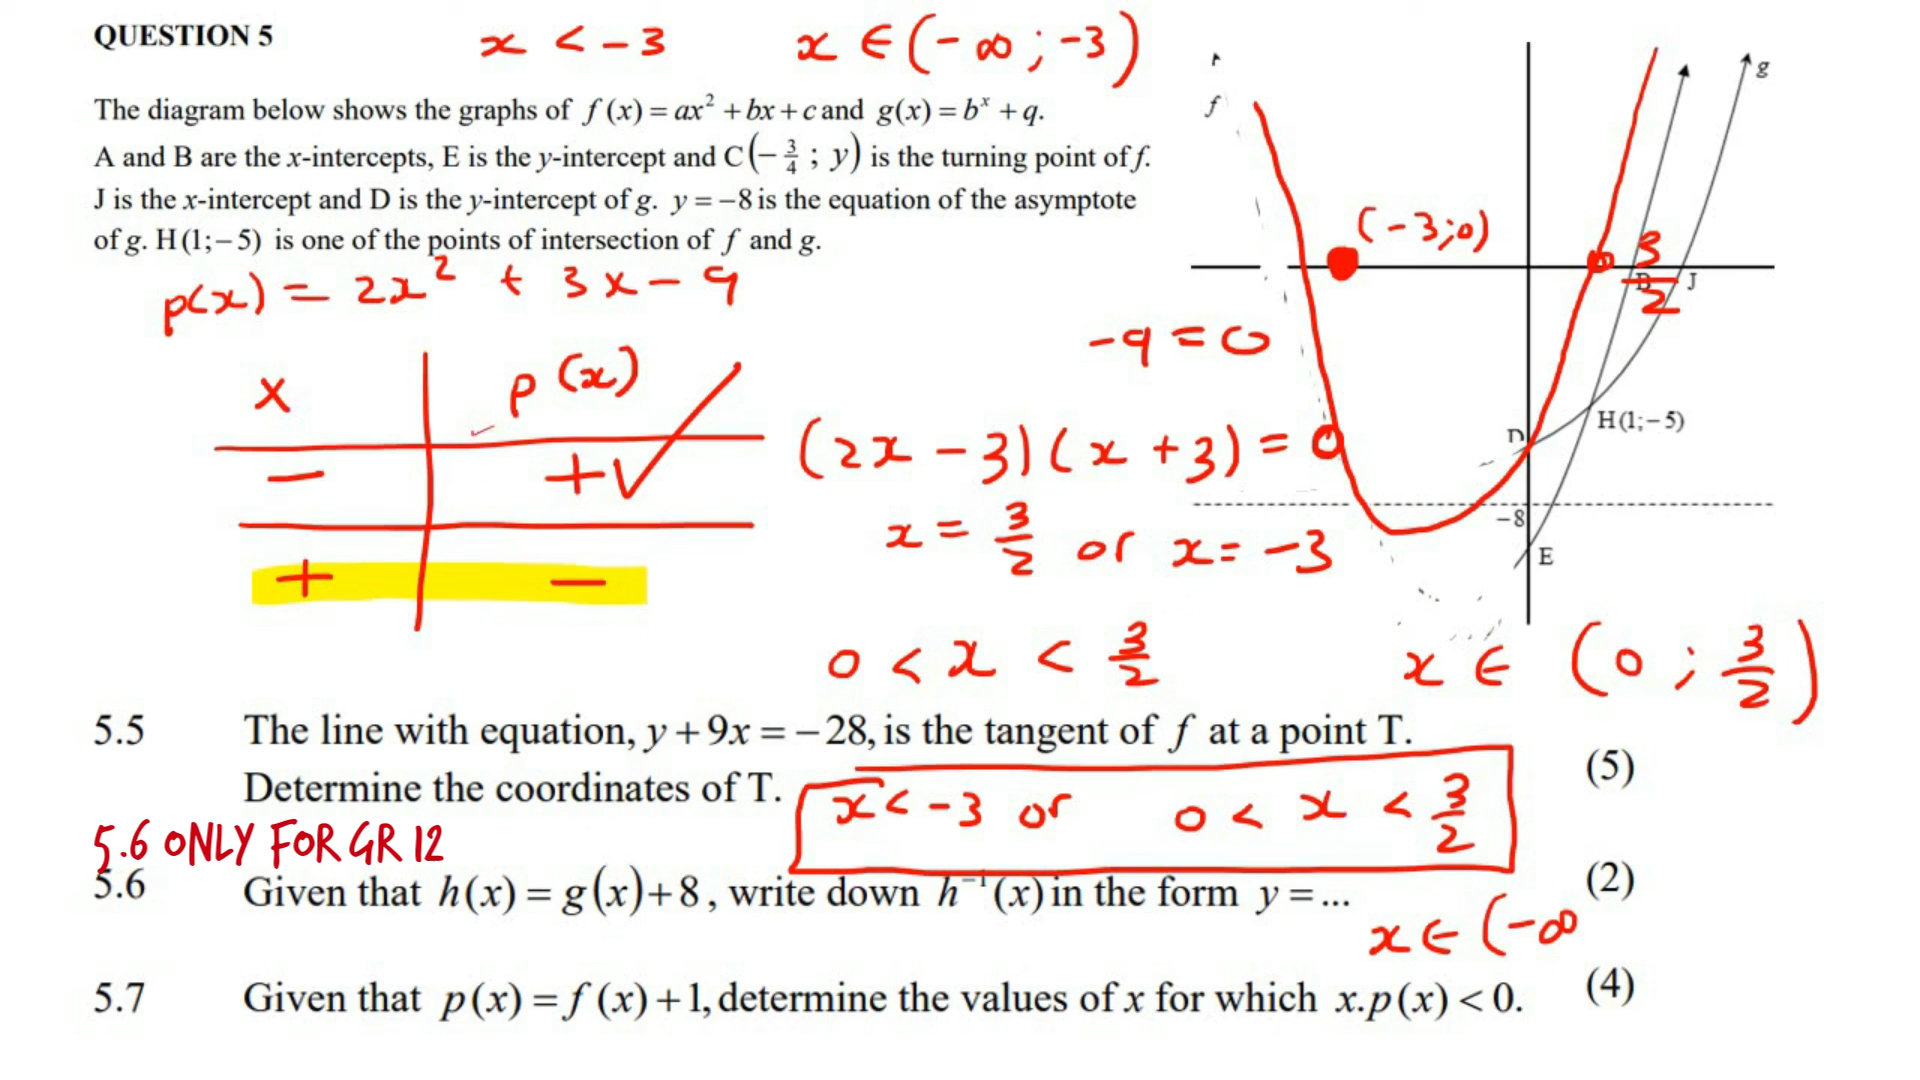 QUESTION 5
x < -3
x ∈ (-∞ ; -3)
The diagram below shows the graphs of f(x) = ax² + bx + c and g(x) = bˣ + q.
A and B are the x-intercepts, E is the y-intercept and C(-3/4 ; y) is the turning point of f.
J is the x-intercept and D is the y-intercept of g. y = -8 is the equation of the asymptote
of g. H(1;-5) is one of the points of intersection of f and g.
p(x) = 2x² + 3x - 9
x
p(x)
-
+✓
+
-
-9 = 0
(2x - 3)(x + 3) = 0
x = 3/2 or x = -3
0 < x < 3/2
x ∈ (0 ; 3/2)
f
g
(-3;0)
3/2
B
J
H(1;-5)
D
-8
E
5.5 The line with equation, y + 9x = -28, is the tangent of f at a point T.
Determine the coordinates of T.
(5)
x < -3 or 0 < x < 3/2
5.6 ONLY FOR GR 12
5.6 Given that h(x) = g(x) + 8, write down h⁻¹(x) in the form y = ...
(2)
x ∈ (-∞
5.7 Given that p(x) = f(x) + 1, determine the values of x for which x.p(x) < 0.
(4)